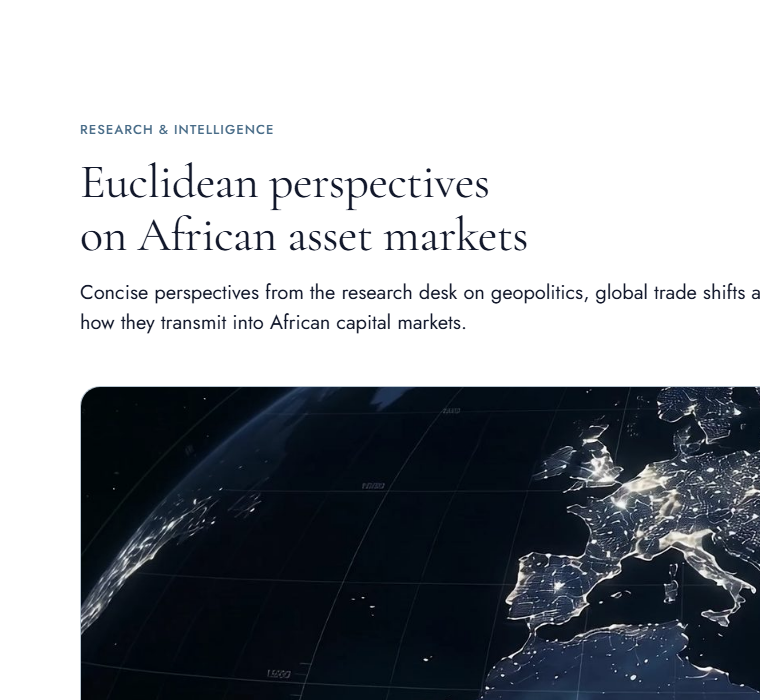 RESEARCH & INTELLIGENCE
Euclidean perspectives
on African asset markets
Concise perspectives from the research desk on geopolitics, global trade shifts a
how they transmit into African capital markets.